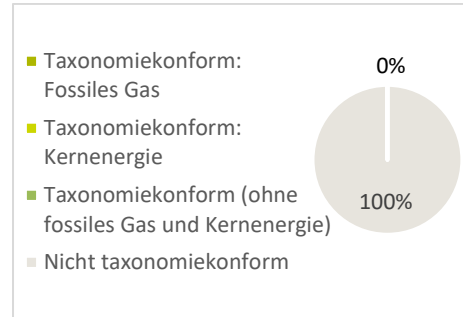 Taxonomiekonform:
Fossiles Gas
Taxonomiekonform:
Kernenergie
Taxonomiekonform (ohne
fossiles Gas und Kernenergie)
Nicht taxonomiekonform
0%
100%